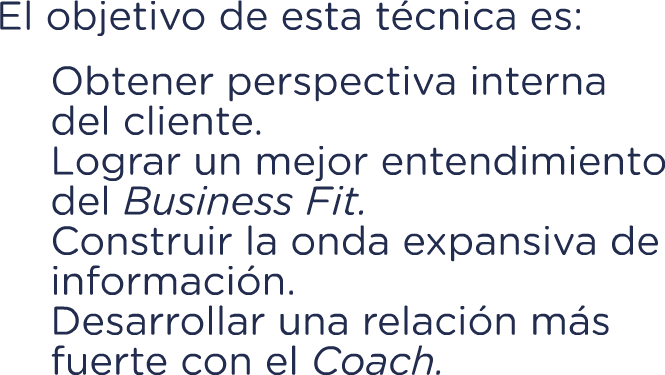 El objetivo de esta técnica es:
Obtener perspectiva interna
del cliente.
Lograr un mejor entendimiento
del Business Fit.
Construir la onda expansiva de
información.
Desarrollar una relación más
fuerte con el Coach.